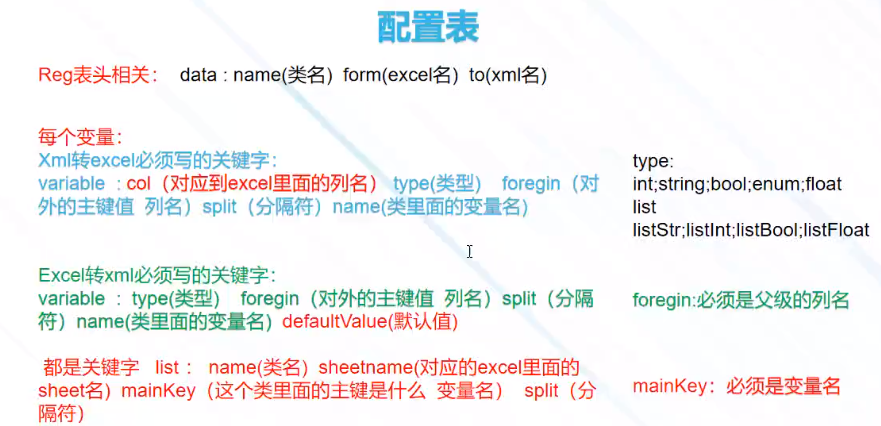 配置表
Reg表头相关： data : name(类名) form(excel名) to(xml名)
每个变量：
Xml转excel必须写的关键字：
variable : col（对应到excel里面的列名） type(类型) foregin（对
外的主键值 列名）split（分隔符）name(类里面的变量名)
type:
int;string;bool;enum;float
list
listStr;listInt;listBool;listFloat
Excel转xml必须写的关键字：
variable : type(类型) foregin（对外的主键值 列名）split（分隔
符）name(类里面的变量名) defaultValue(默认值)
foregin:必须是父级的列名
都是关键字 list： name(类名) sheetname(对应的excel里面的
sheet名) mainKey（这个类里面的主键是什么 变量名） split（分
隔符）
mainKey：必须是变量名